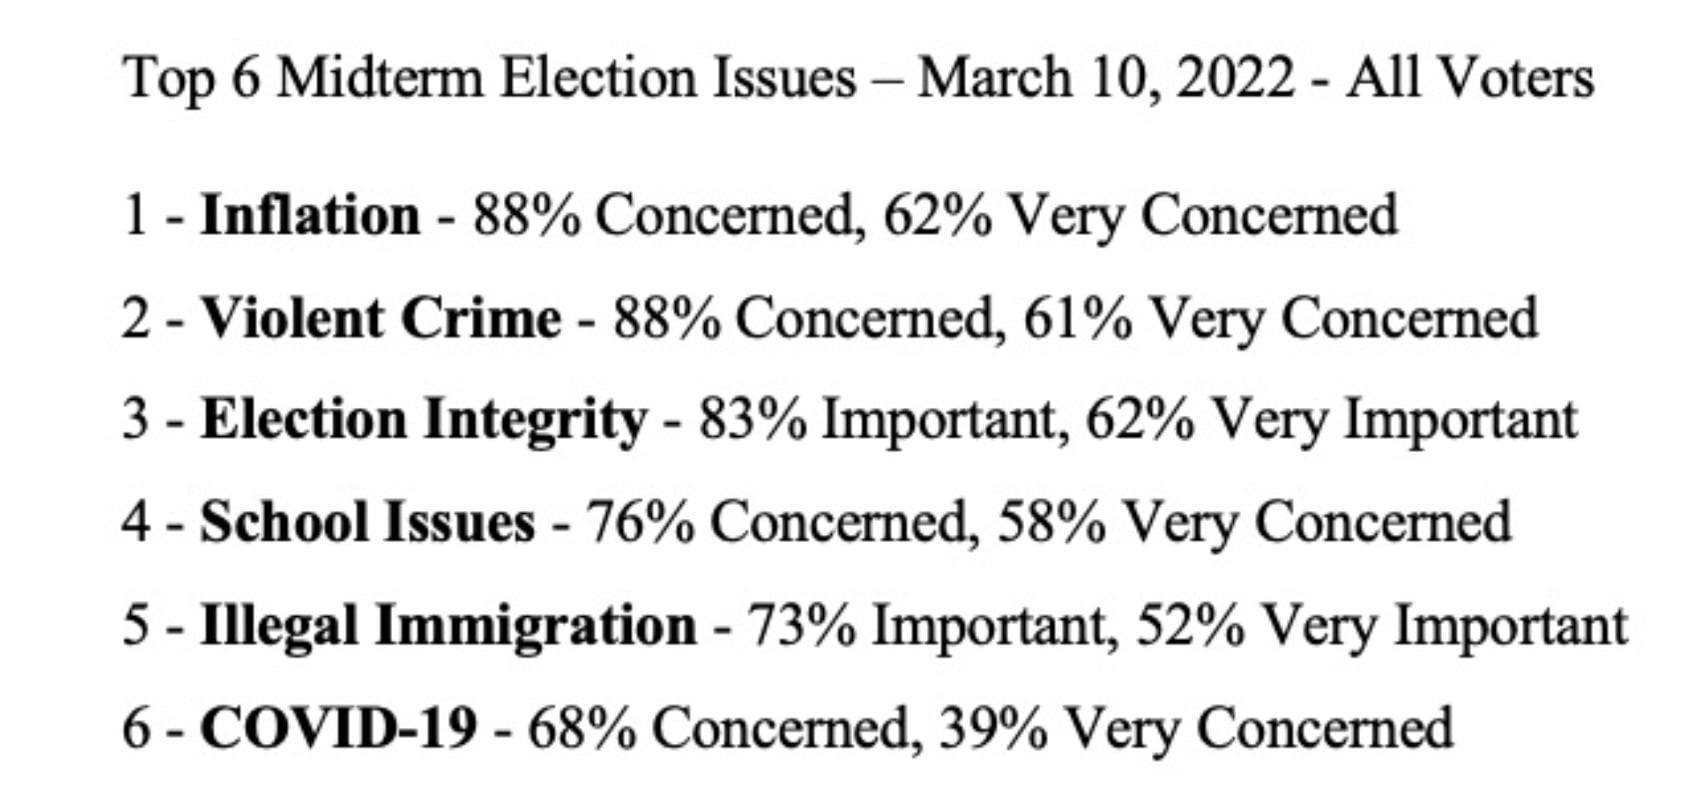 Top 6 Midterm Election Issues – March 10, 2022 - All Voters
1 - Inflation - 88% Concerned, 62% Very Concerned
2 - Violent Crime - 88% Concerned, 61% Very Concerned
3 - Election Integrity - 83% Important, 62% Very Important
4 - School Issues - 76% Concerned, 58% Very Concerned
5 - Illegal Immigration - 73% Important, 52% Very Important
6 - COVID-19 - 68% Concerned, 39% Very Concerned